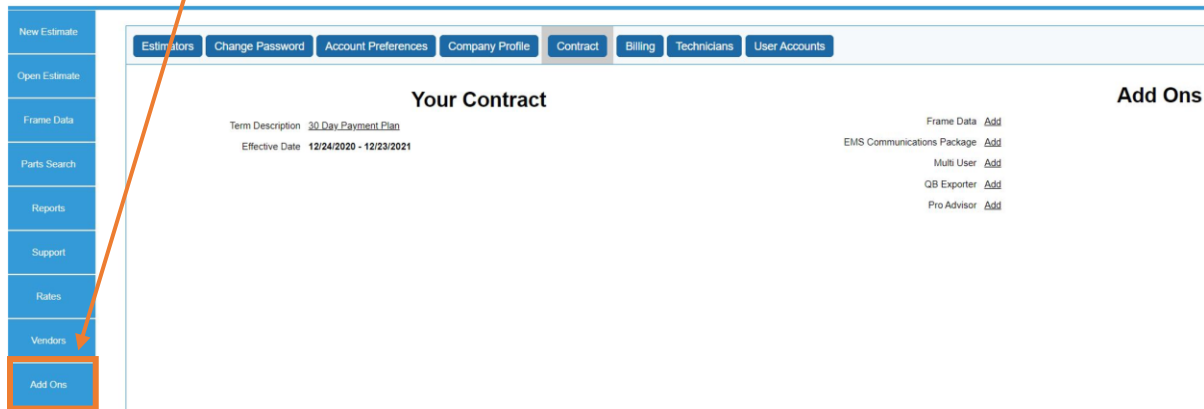 New Estimate
Open Estimate
Frame Data
Parts Search
Reports
Support
Rates
Vendors
Add Ons
Estimators Change Password Account Preferences Company Profile Contract Billing Technicians User Accounts
Your Contract
Term Description 30 Day Payment Plan
Effective Date 12/24/2020 - 12/23/2021
Add Ons
Frame Data Add
EMS Communications Package Add
Multi User Add
QB Exporter Add
Pro Advisor Add